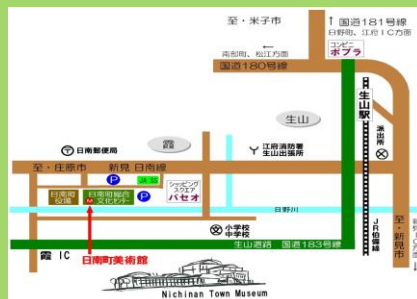 至・米子市
↑国道181号線
日野町、江府IC方面
←
南部町、松江方面
コンビニ
ポプラ
国道180号線
生山
霞
生山駅
派出所
日南郵便局
江府消防署
生山出張所
至・庄原市
新見 日南線
P
JA SS
日南町
役場
日南町総合
文化センター
M
P
ショッピング
スクエア
パセオ
日野川
小学校
中学校
JR伯備線
至・新見市
生山道路 国道183号線
霞 IC
日南町美術館
Nichinan Town Museum